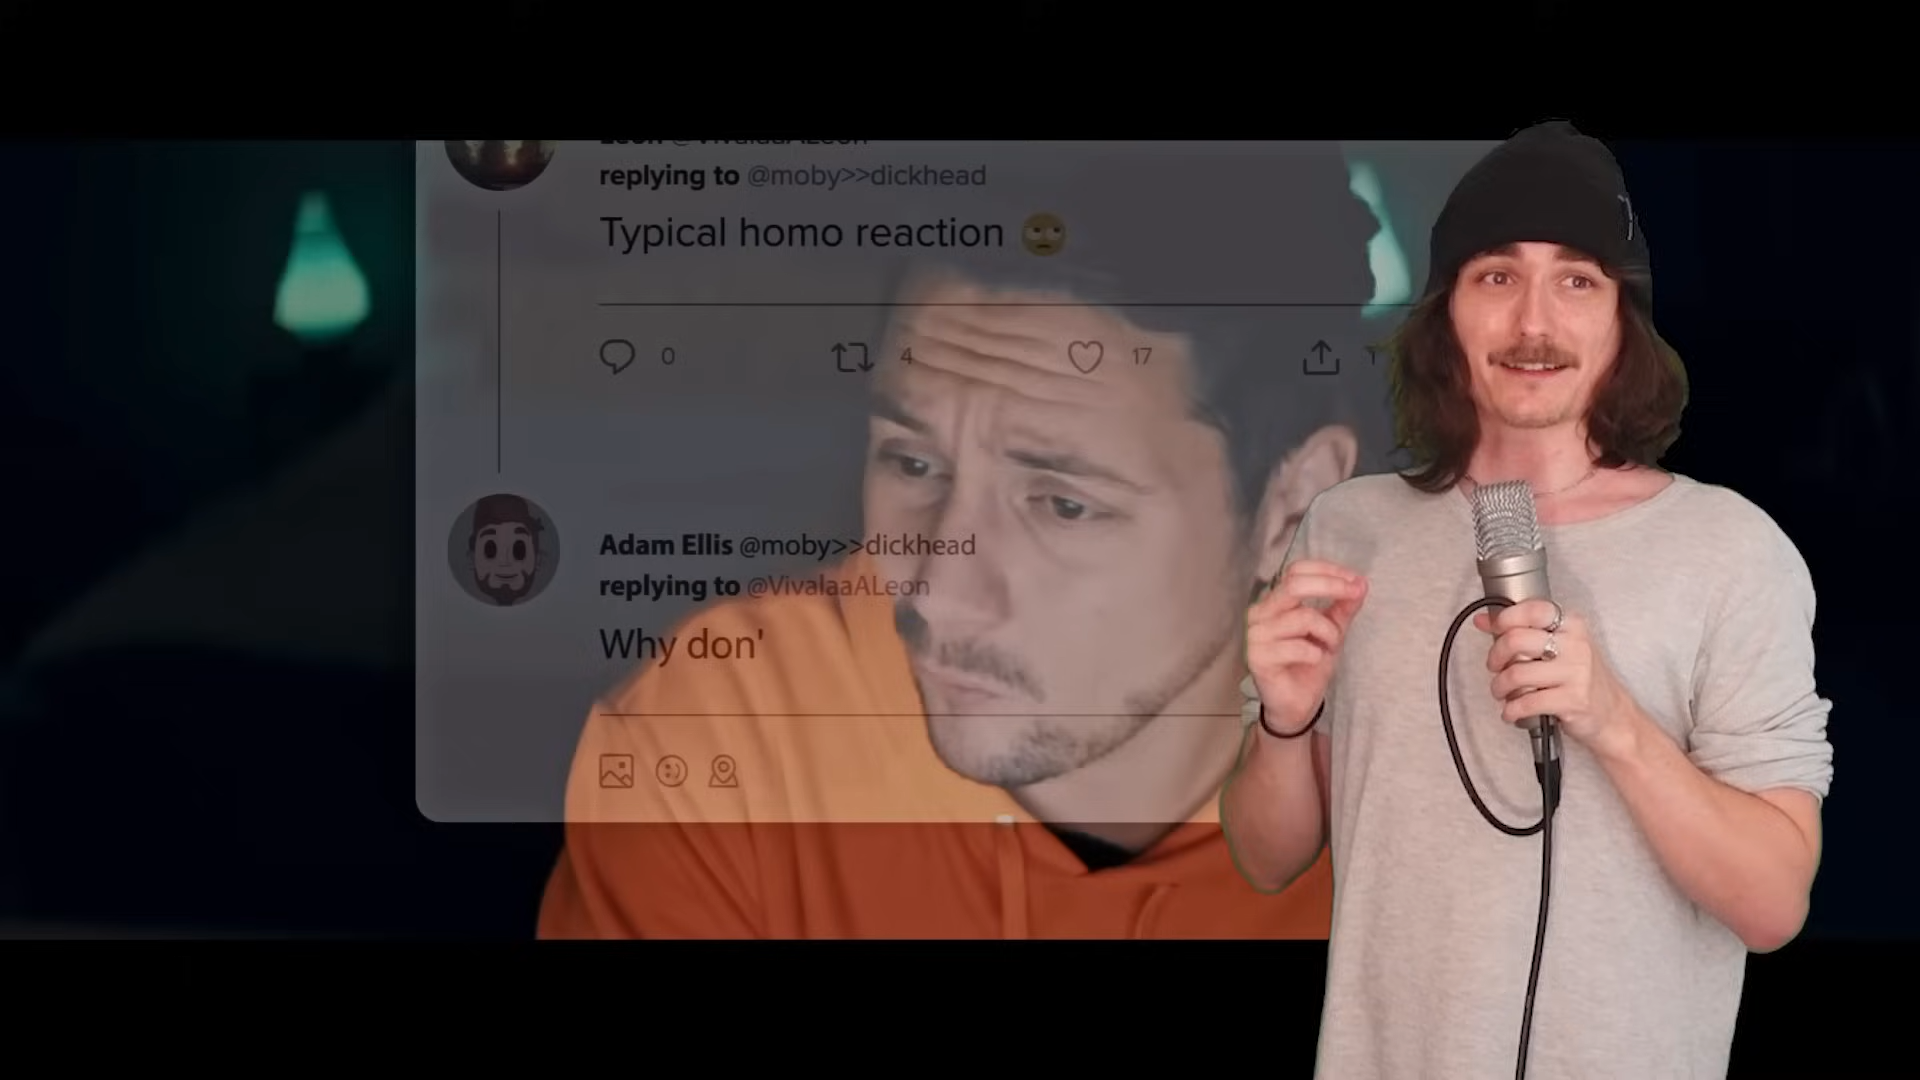 replying to @moby>>dickhead
Typical homo reaction 🙄
0 4 17
Adam Ellis @moby>>dickhead
replying to @VivalaaALeon
Why don'